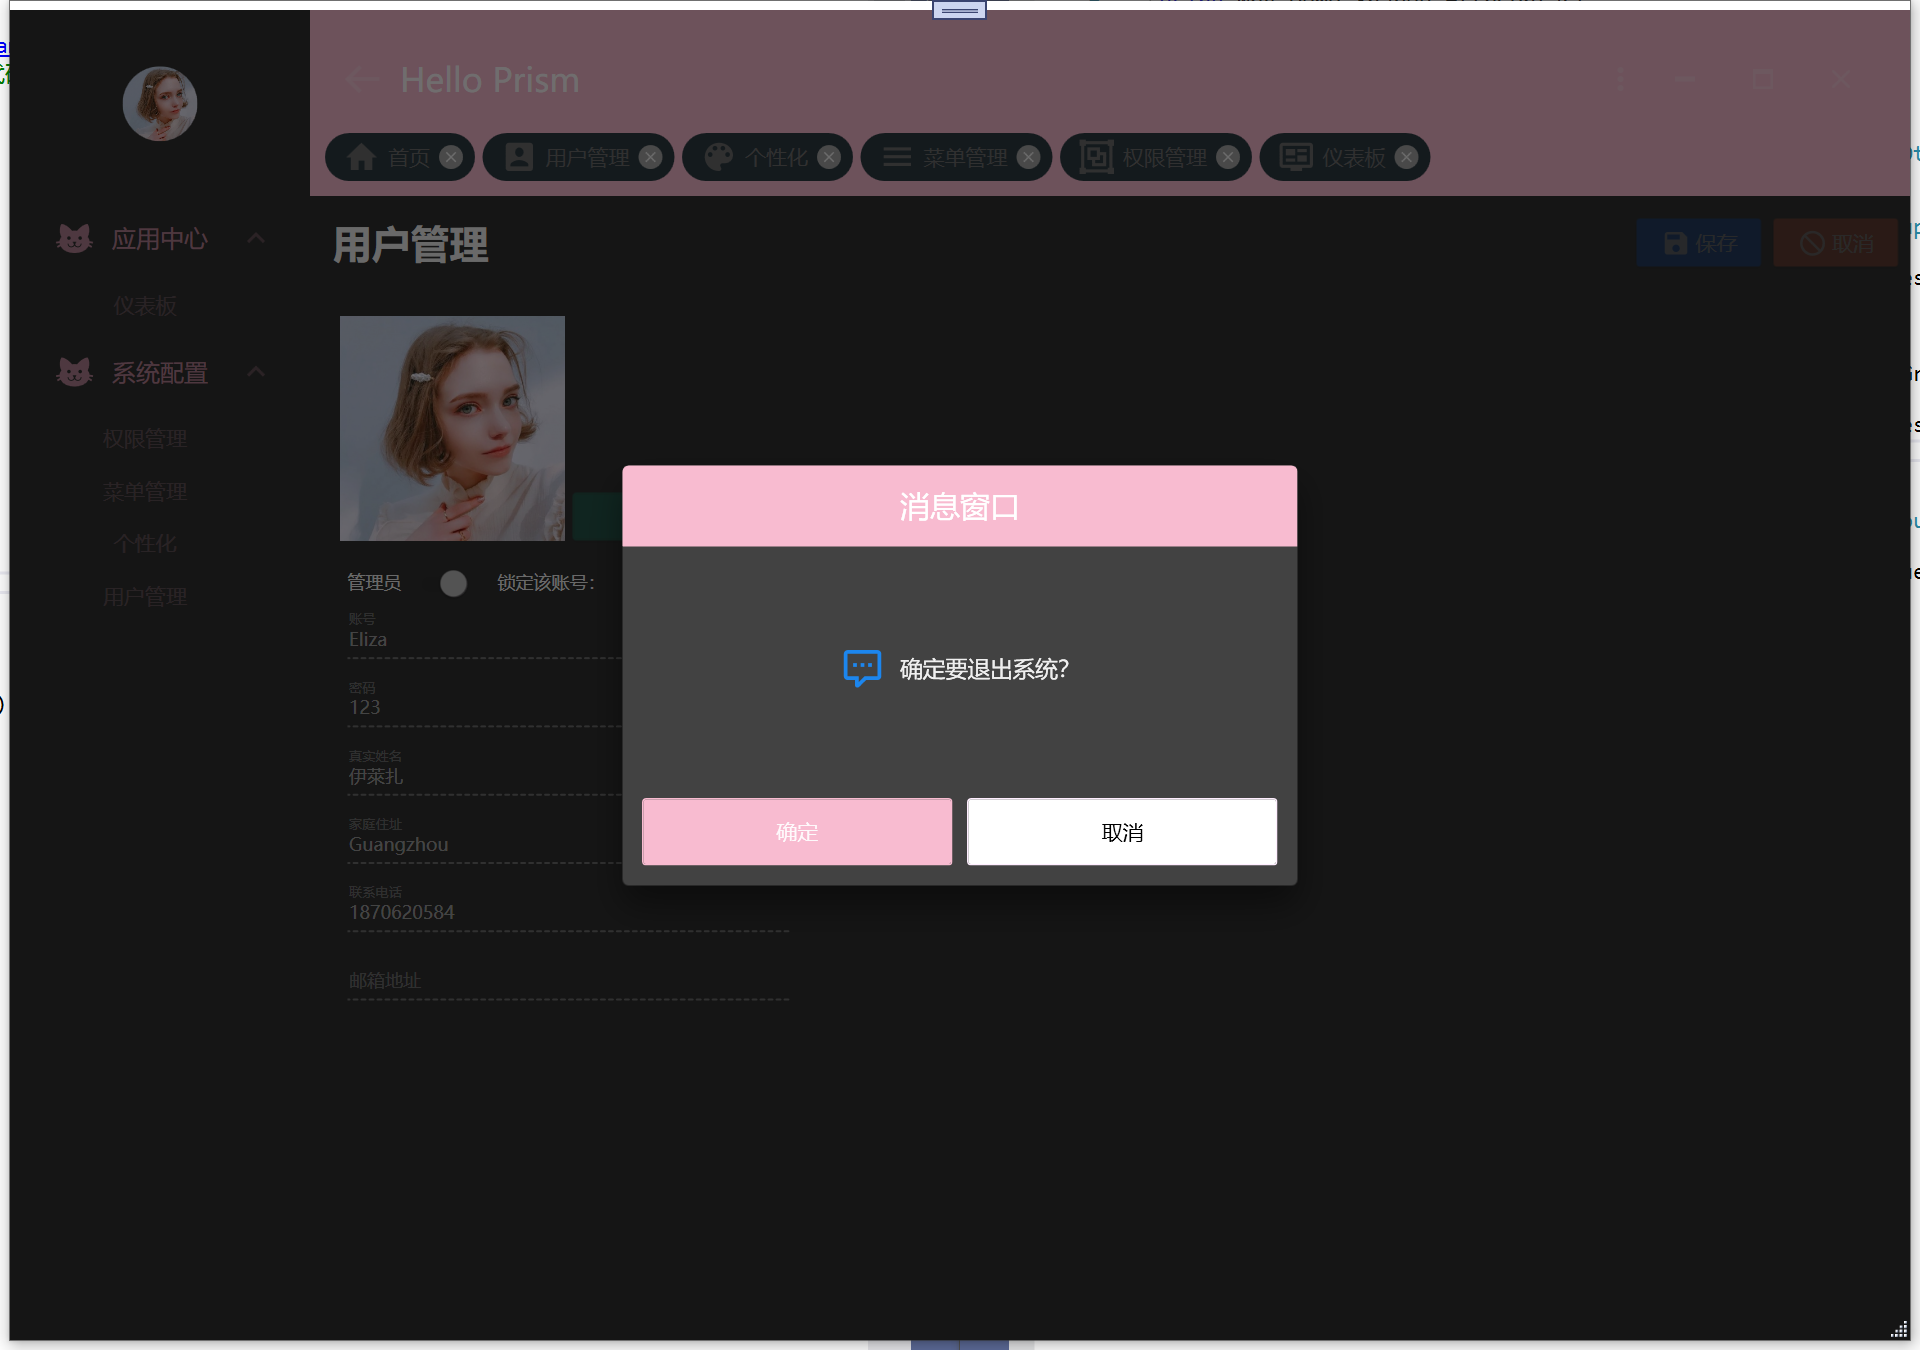 Hello Prism
首页
用户管理
个性化
菜单管理
权限管理
仪表板
应用中心
仪表板
系统配置
权限管理
菜单管理
个性化
用户管理
用户管理
保存
取消
管理员
锁定该账号:
账号
Eliza
密码
123
真实姓名
伊萊扎
家庭住址
Guangzhou
联系电话
1870620584
邮箱地址
消息窗口
确定要退出系统?
确定
取消